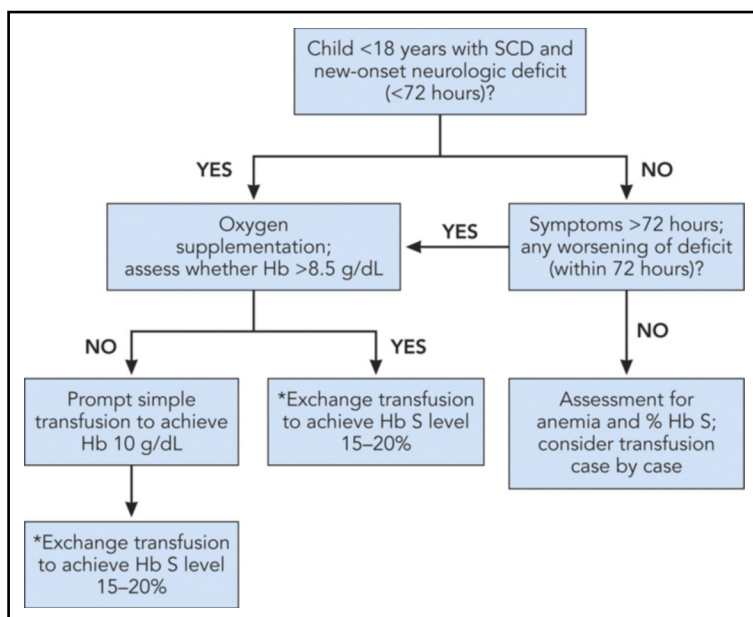 Child <18 years with SCD and
new-onset neurologic deficit
(<72 hours)?
YES
NO
Oxygen
supplementation;
assess whether Hb >8.5 g/dL
YES
Symptoms >72 hours;
any worsening of deficit
(within 72 hours)?
NO
YES
NO
Prompt simple
transfusion to achieve
Hb 10 g/dL
*Exchange transfusion
to achieve Hb S level
15–20%
Assessment for
anemia and % Hb S;
consider transfusion
case by case
*Exchange transfusion
to achieve Hb S level
15–20%